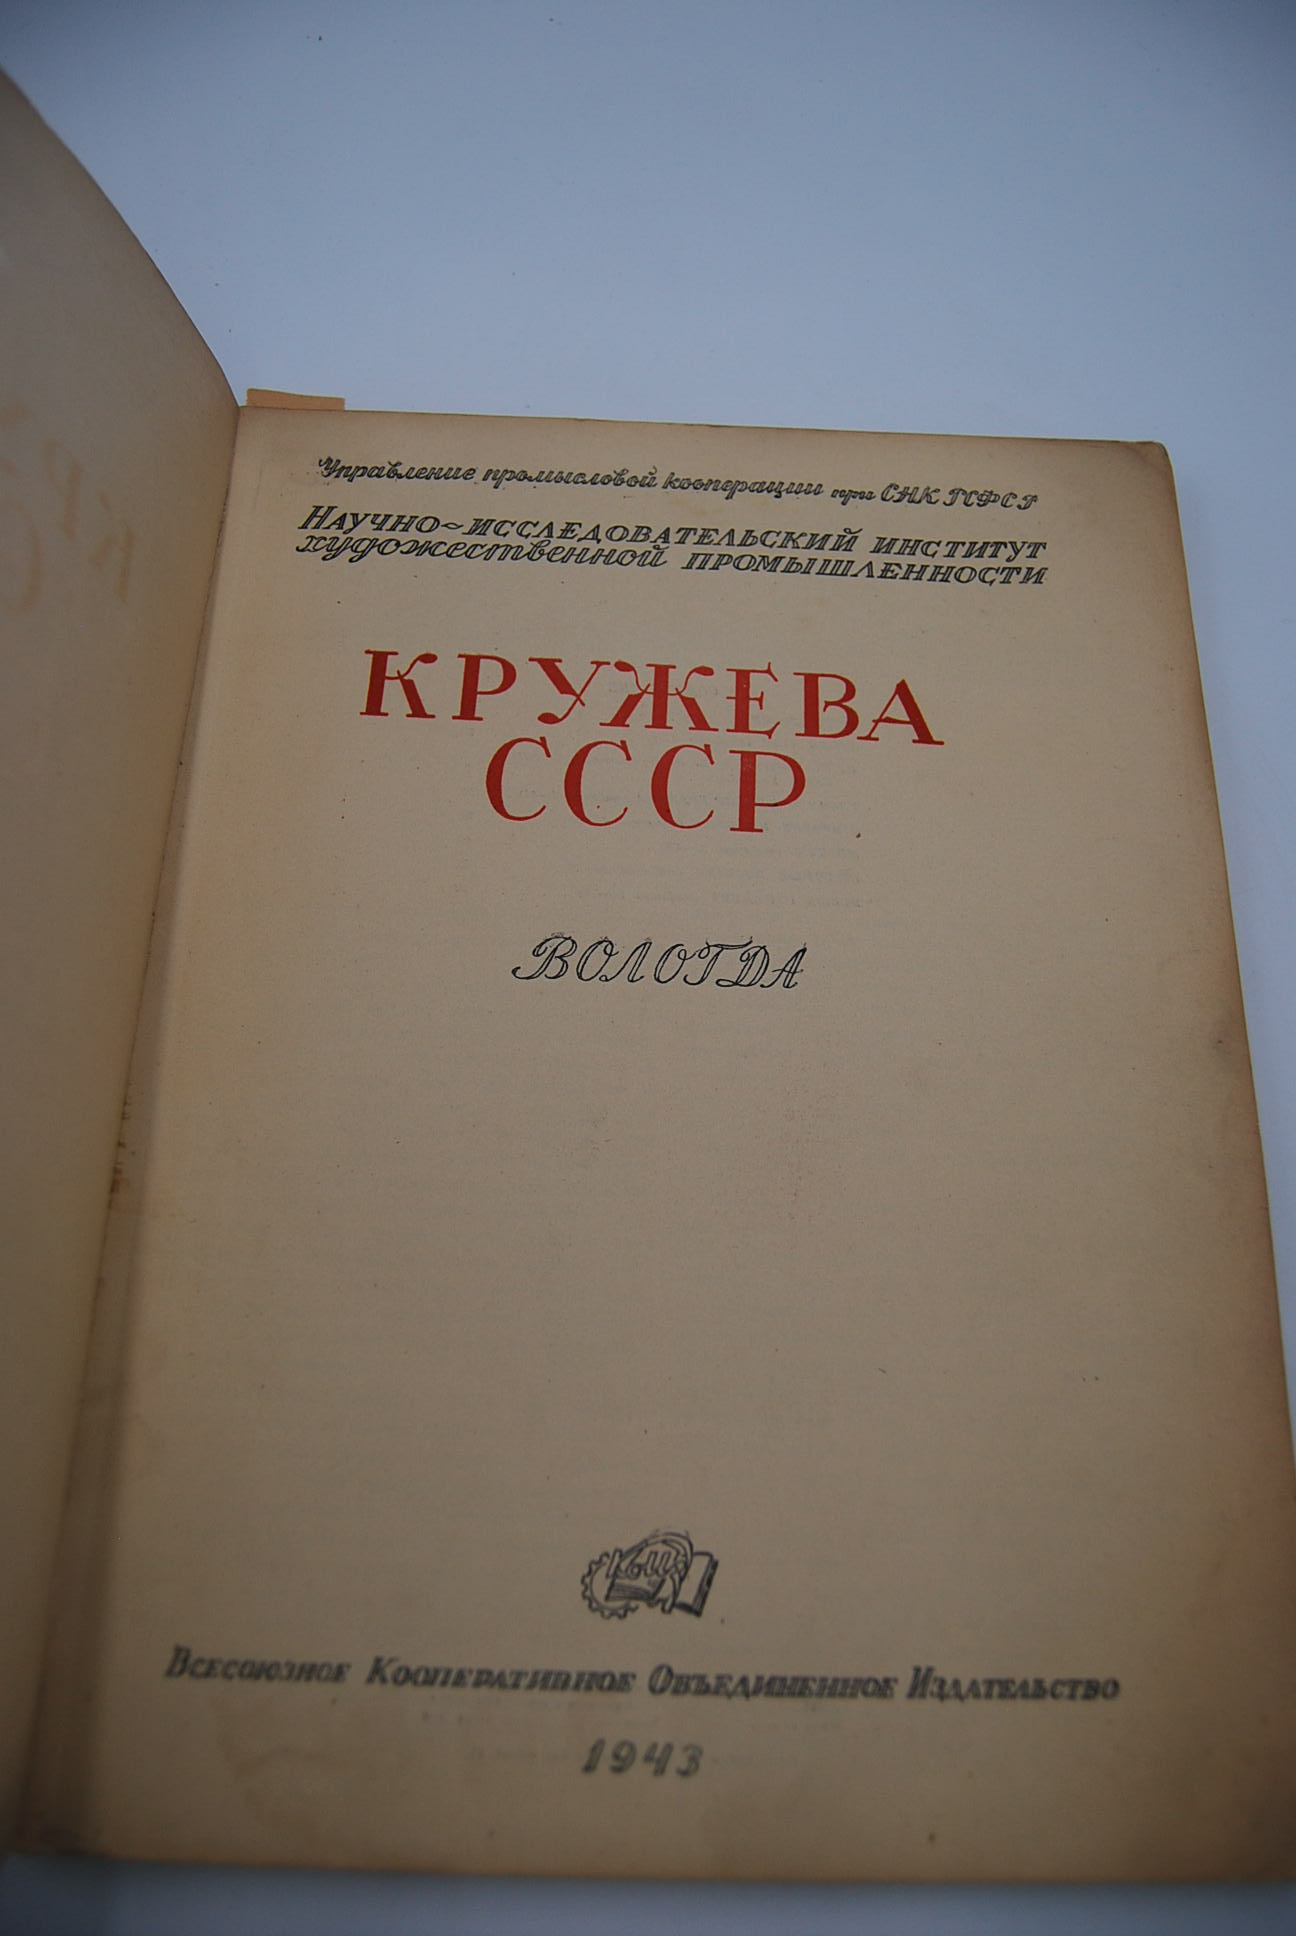 Управление промысловой кооперации при СНК РСФСР
Научно-исследовательский институт
художественной промышленности
КРУЖЕВА
СССР
ВОЛОГДА
Всесоюзное Кооперативное Объединенное Издательство
1943